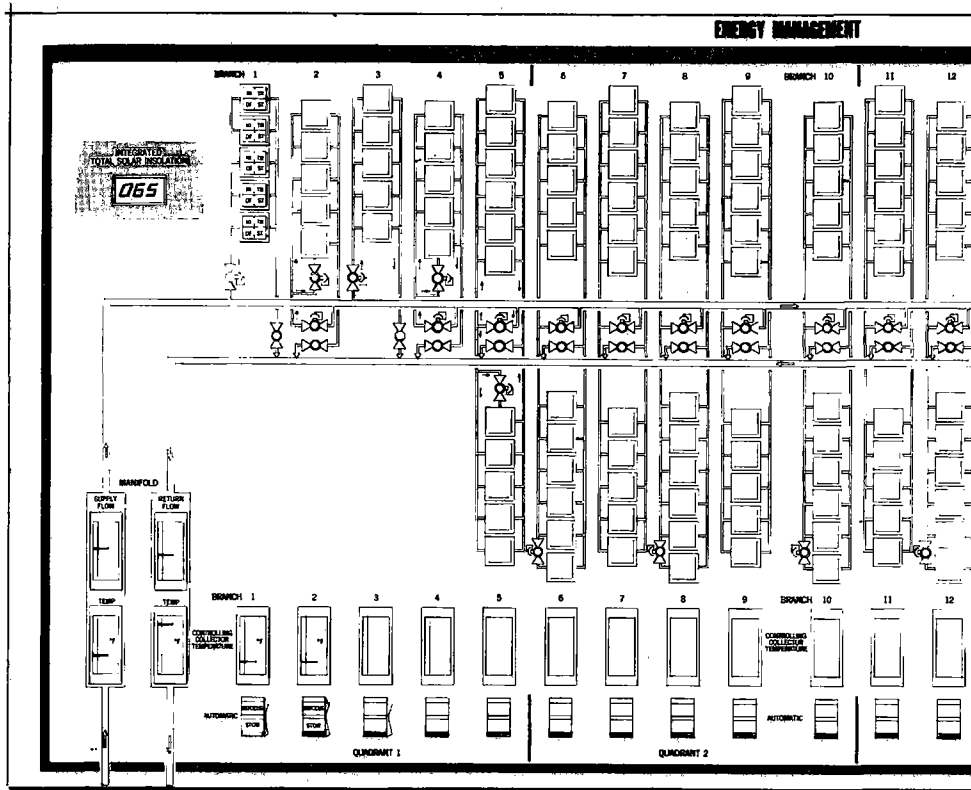 ENERGY MANAGEMENT
BRANCH 1 2 3 4 5 6 7 8 9 BRANCH 10 11 12
INTEGRATED
TOTAL SOLAR INSOLATION
065
MANIFOLD
SUPPLY FLOW
RETURN FLOW
TEMP
TEMP
°F
°F
BRANCH 1 2 3 4 5 6 7 8 9 BRANCH 10 11 12
CONTROLLING
COLLECTOR
TEMPERATURE
°F
°F
CONTROLLING
COLLECTOR
TEMPERATURE
AUTOMATIC
STOW
STOW
AUTOMATIC
QUADRANT 1
QUADRANT 2